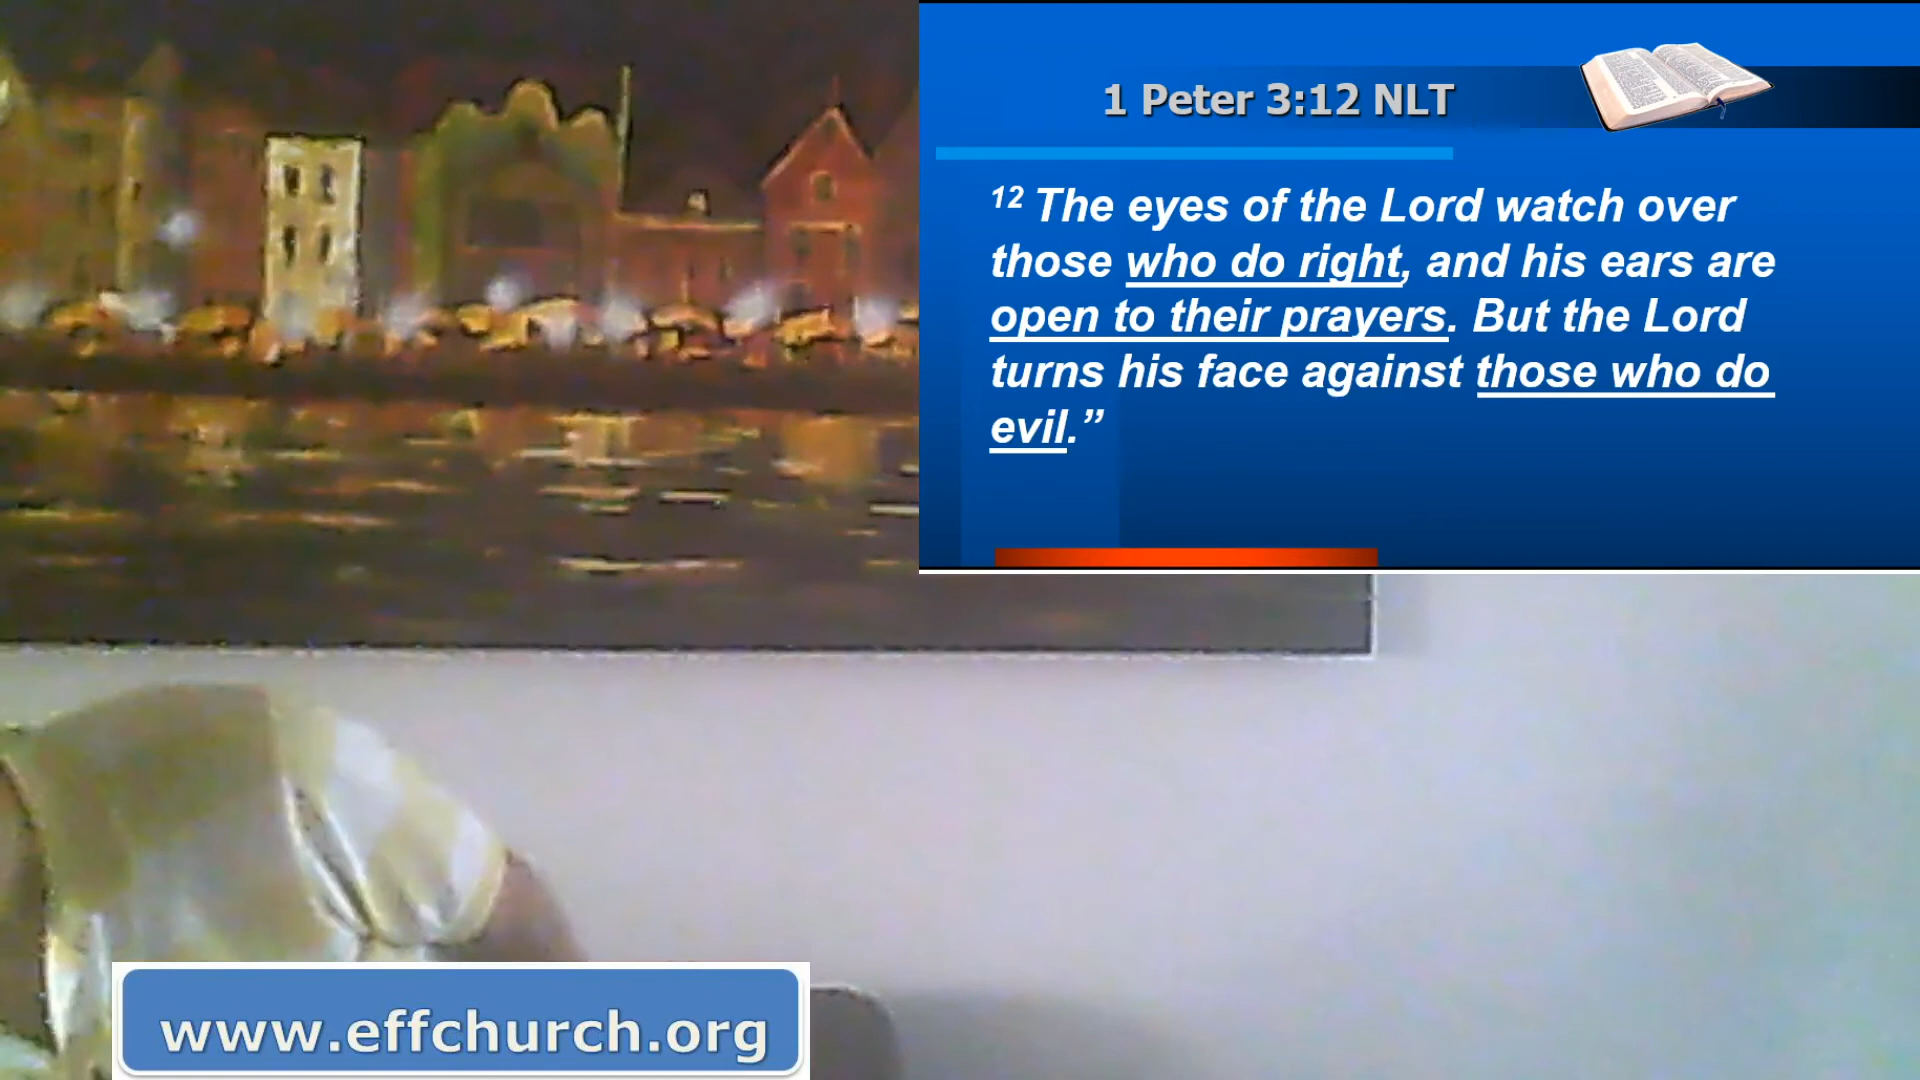 1 Peter 3:12 NLT
12 The eyes of the Lord watch over
those who do right, and his ears are
open to their prayers. But the Lord
turns his face against those who do
evil.”
www.effchurch.org